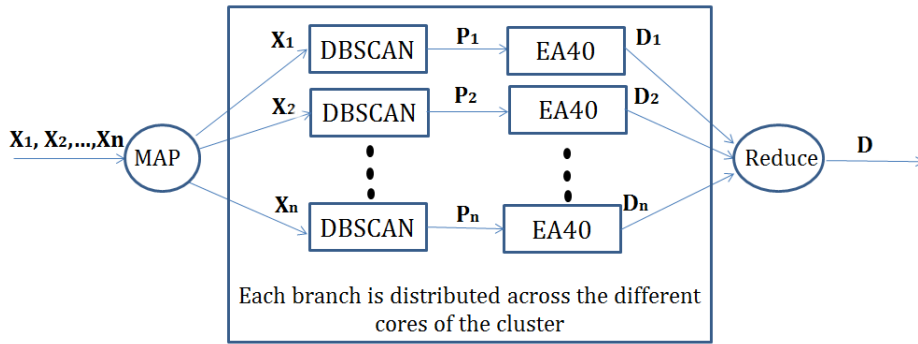 X1 DBSCAN P1 EA40 D1
X2 DBSCAN P2 EA40 D2
X1, X2,...,Xn MAP Reduce D
Xn DBSCAN Pn EA40 Dn
Each branch is distributed across the different
cores of the cluster